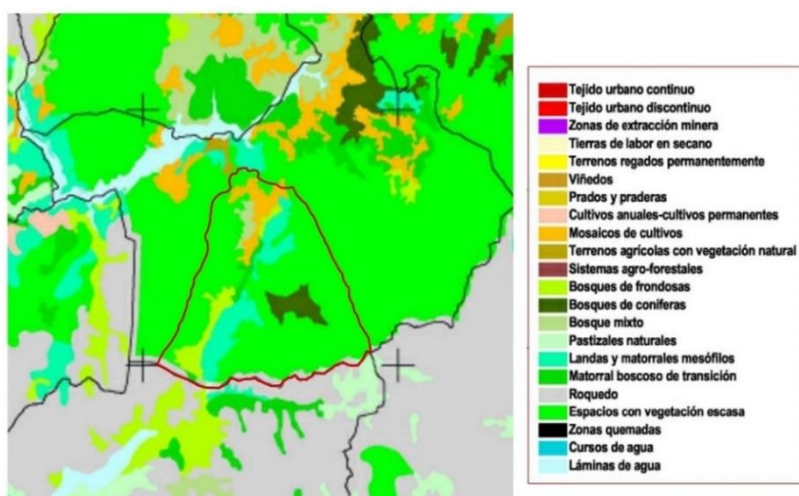 Tejido urbano continuo
Tejido urbano discontinuo
Zonas de extracción minera
Tierras de labor en secano
Terrenos regados permanentemente
Viñedos
Prados y praderas
Cultivos anuales-cultivos permanentes
Mosaicos de cultivos
Terrenos agrícolas con vegetación natural
Sistemas agro-forestales
Bosques de frondosas
Bosques de coníferas
Bosque mixto
Pastizales naturales
Landas y matorrales mesófilos
Matorral boscoso de transición
Roquedo
Espacios con vegetación escasa
Zonas quemadas
Cursos de agua
Láminas de agua